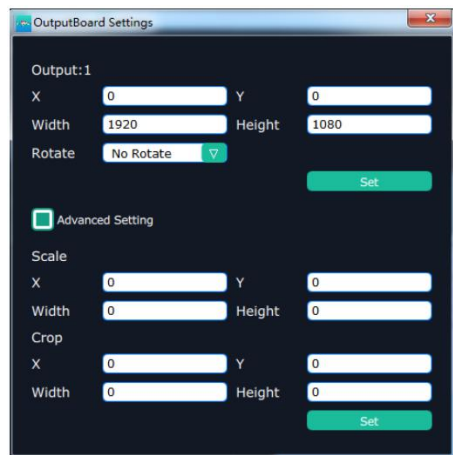 OutputBoard Settings
Output:1
X 0 Y 0
Width 1920 Height 1080
Rotate No Rotate
Set
Advanced Setting
Scale
X 0 Y 0
Width 0 Height 0
Crop
X 0 Y 0
Width 0 Height 0
Set